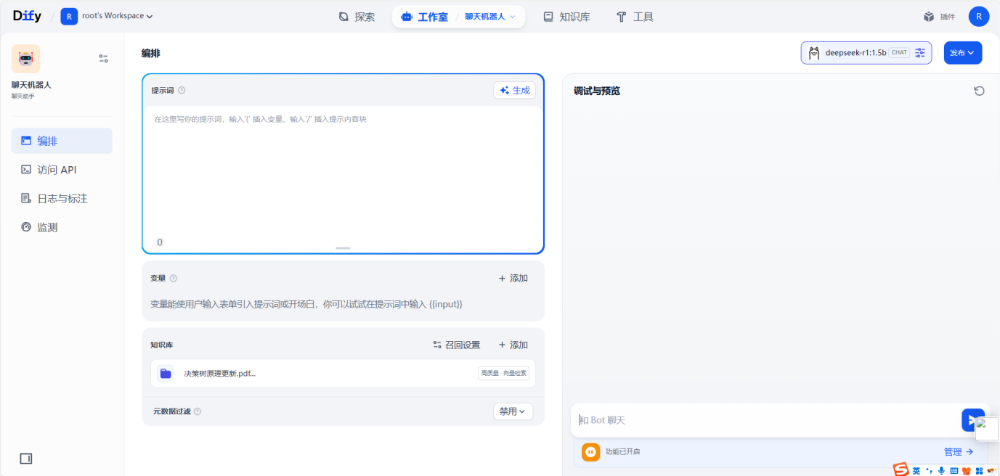 Dify / R root's Workspace
探索
工作室 / 聊天机器人
知识库
工具
插件
R
聊天机器人
聊天助手
编排
访问 API
日志与标注
监测
编排
deepseek-r1:1.5b CHAT
发布
提示词
生成
在这里写你的提示词，输入'{' 插入变量、输入'/' 插入提示内容块
0
变量
+ 添加
变量能使用户输入表单引入提示词或开场白，你可以试试在提示词中输入 {{input}}
知识库
召回设置
+ 添加
决策树原理更新.pdf...
高质量 · 向量检索
元数据过滤
禁用
调试与预览
和 Bot 聊天
功能已开启
管理 →
S 英